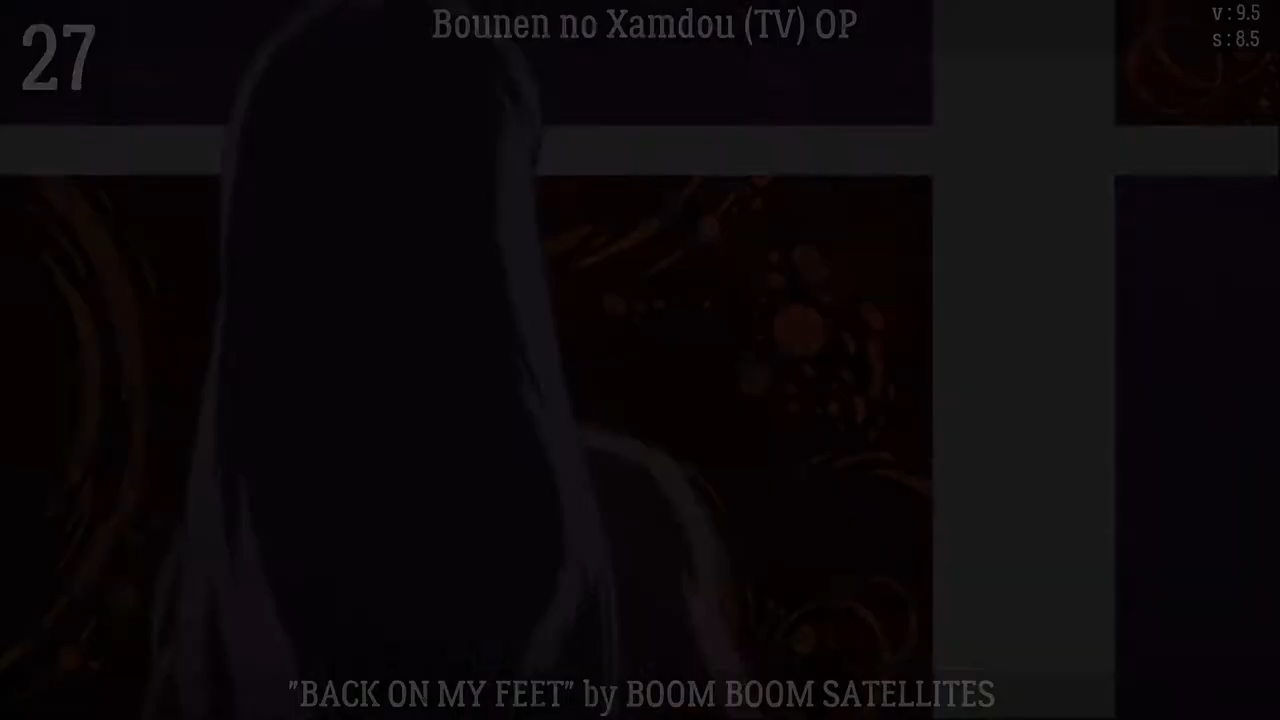 Bounen no Xamdou (TV) OP
v : 9.5
s : 8.5
27
"BACK ON MY FEET" by BOOM BOOM SATELLITES